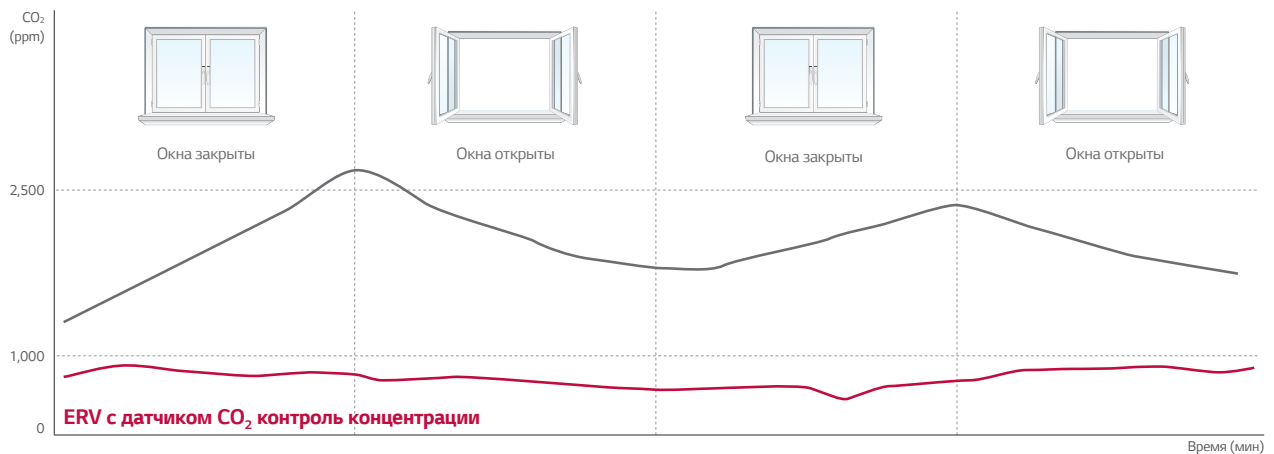 CO₂
(ppm)
Окна закрыты
Окна открыты
Окна закрыты
Окна открыты
2,500
1,000
ERV с датчиком CO₂ контроль концентрации
0
Время (мин)